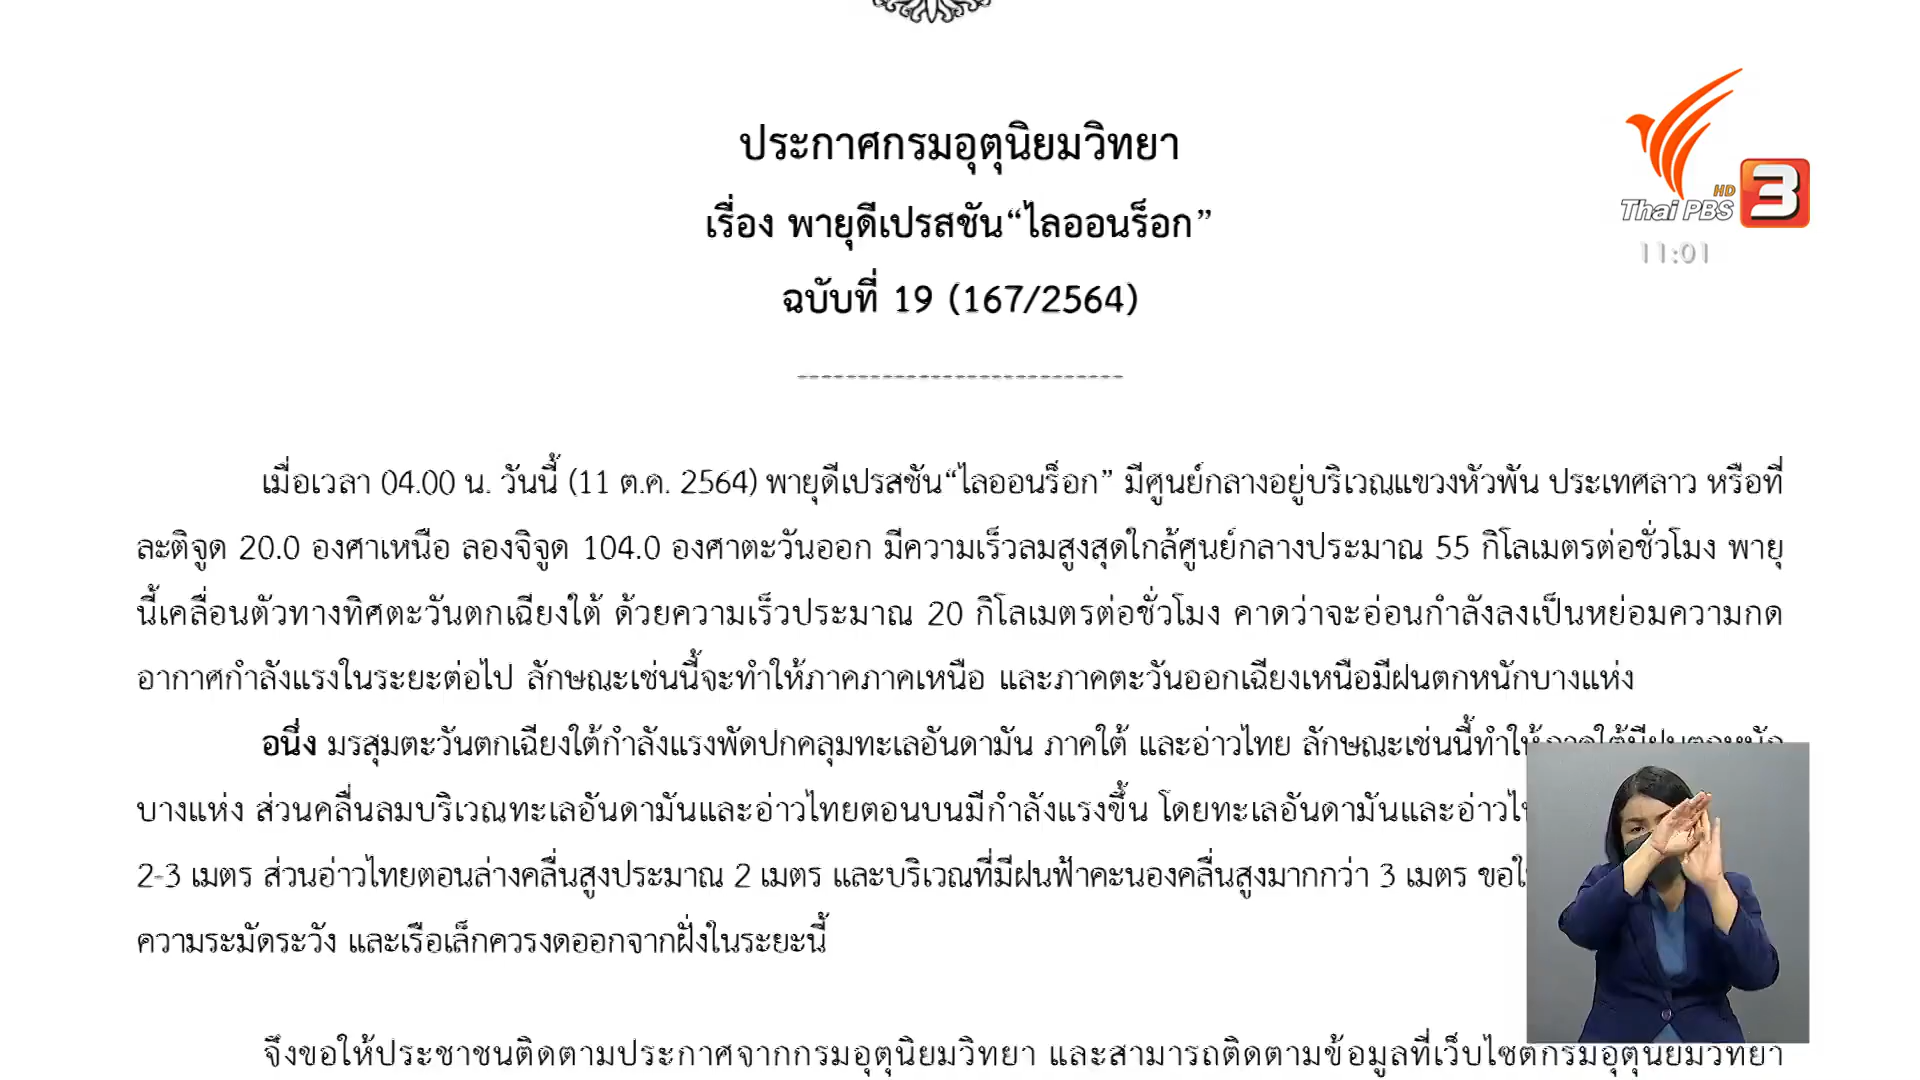 ประกาศกรมอุตุนิยมวิทยา
เรื่อง พายุดีเปรสชัน“ไลออนร็อก”
ฉบับที่ 19 (167/2564)
HD
Thai PBS 3
11:01
เมื่อเวลา 04.00 น. วันนี้ (11 ต.ค. 2564) พายุดีเปรสชัน“ไลออนร็อก” มีศูนย์กลางอยู่บริเวณแขวงหัวพัน ประเทศลาว หรือที่
ละติจูด 20.0 องศาเหนือ ลองจิจูด 104.0 องศาตะวันออก มีความเร็วลมสูงสุดใกล้ศูนย์กลางประมาณ 55 กิโลเมตรต่อชั่วโมง พายุ
นี้เคลื่อนตัวทางทิศตะวันตกเฉียงใต้ ด้วยความเร็วประมาณ 20 กิโลเมตรต่อชั่วโมง คาดว่าจะอ่อนกำลังลงเป็นหย่อมความกด
อากาศกำลังแรงในระยะต่อไป ลักษณะเช่นนี้จะทำให้ภาคภาคเหนือ และภาคตะวันออกเฉียงเหนือมีฝนตกหนักบางแห่ง
อนึ่ง มรสุมตะวันตกเฉียงใต้กำลังแรงพัดปกคลุมทะเลอันดามัน ภาคใต้ และอ่าวไทย ลักษณะเช่นนี้ทำให้ภาคใต้มีฝนตกหนัก
บางแห่ง ส่วนคลื่นลมบริเวณทะเลอันดามันและอ่าวไทยตอนบนมีกำลังแรงขึ้น โดยทะเลอันดามันและ
2-3 เมตร ส่วนอ่าวไทยตอนล่างคลื่นสูงประมาณ 2 เมตร และบริเวณที่มีฝนฟ้าคะนองคลื่นสูงมากกว่า 3 เมตร
ความระมัดระวัง และเรือเล็กควรงดออกจากฝั่งในระยะนี้
จึงขอให้ประชาชนติดตามประกาศจากกรมอุตุนิยมวิทยา และสามารถติดตามข้อมูลที่เว็บไซต์กรมอุตุนิยมวิทยา